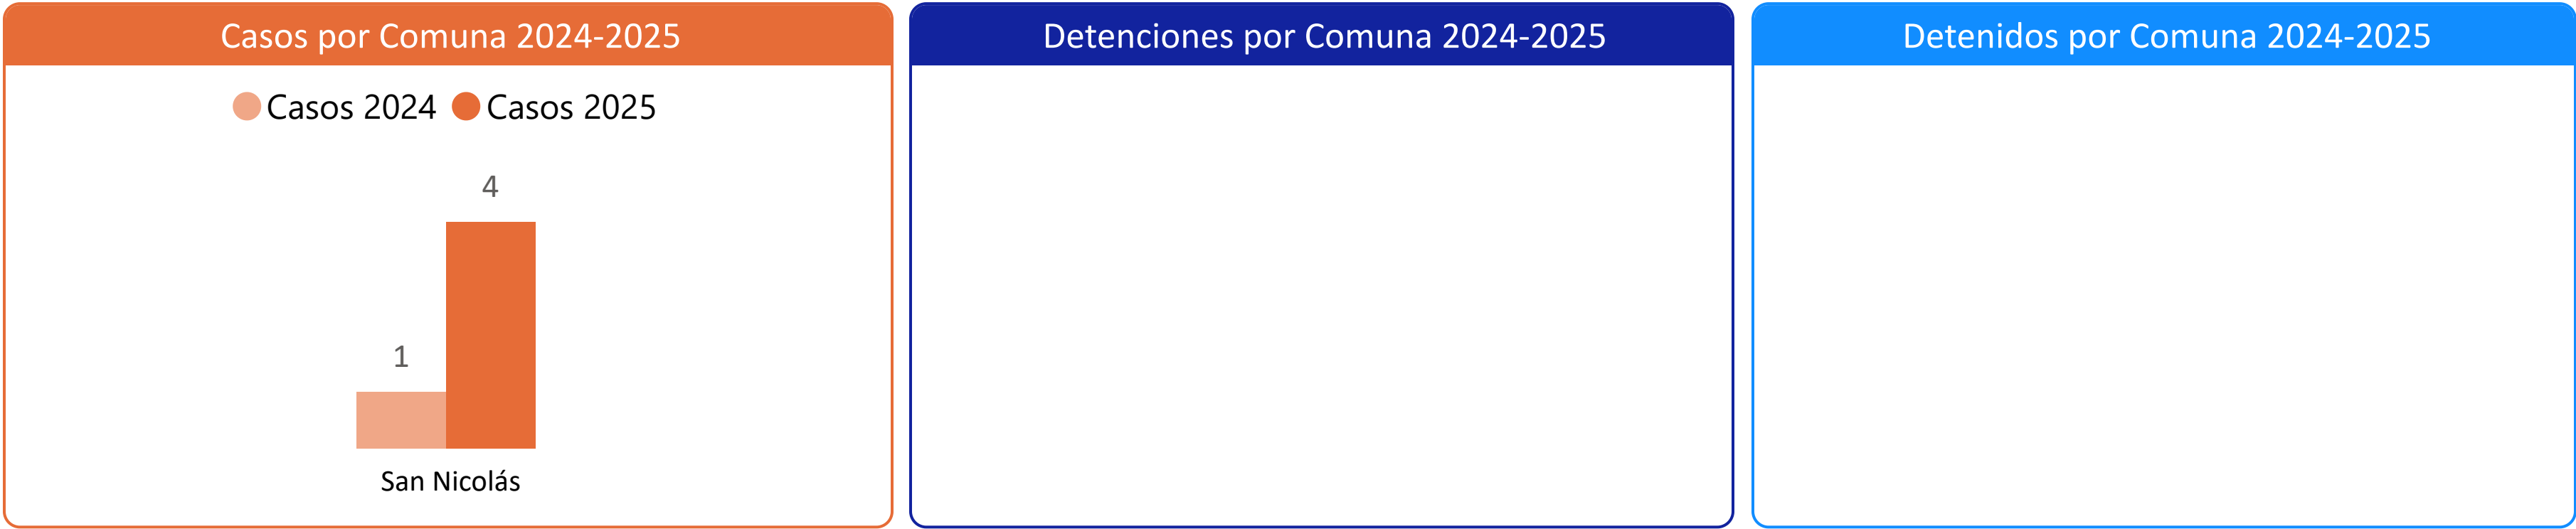 Casos por Comuna 2024-2025
Casos 2024 Casos 2025
4
1
San Nicolás
Detenciones por Comuna 2024-2025
Detenidos por Comuna 2024-2025